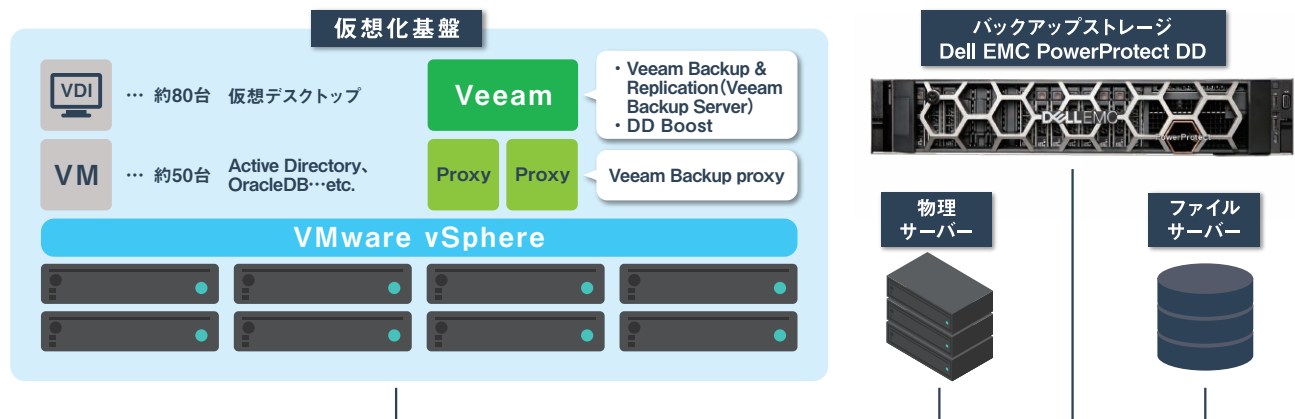 仮想化基盤
VDI
… 約80台 仮想デスクトップ
VM
… 約50台 Active Directory、
OracleDB…etc.
Veeam
・Veeam Backup &
Replication（Veeam
Backup Server）
・DD Boost
Proxy Proxy
Veeam Backup proxy
VMware vSphere
バックアップストレージ
Dell EMC PowerProtect DD
DELLEMC
PowerProtect
物理
サーバー
ファイル
サーバー